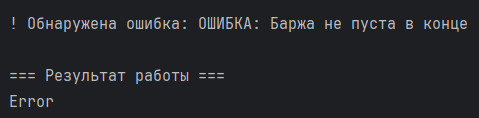 ! Обнаружена ошибка: ОШИБКА: Баржа не пуста в конце
=== Результат работы ===
Error